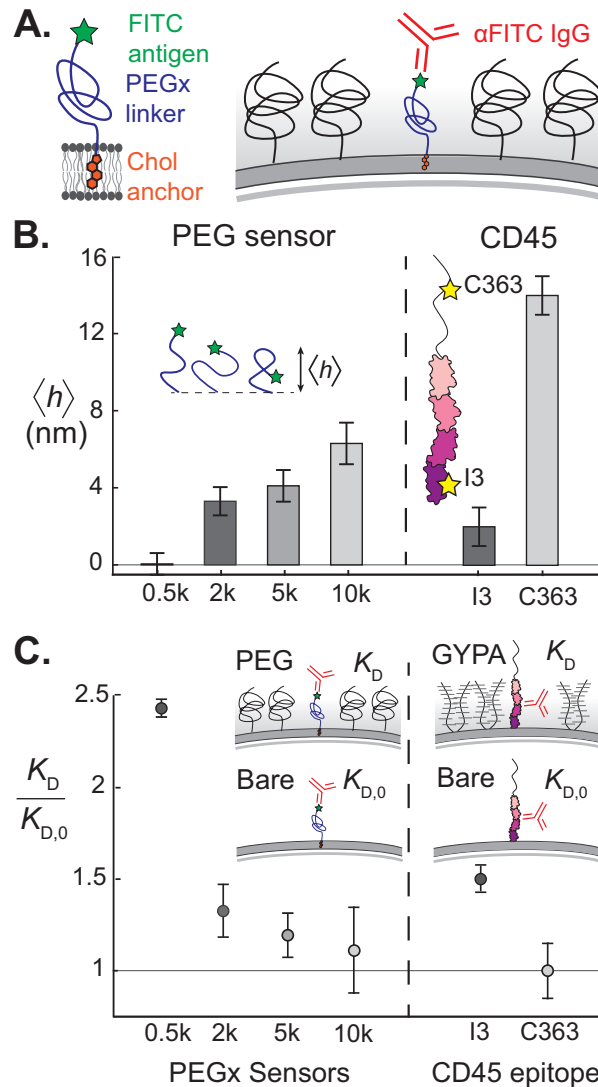 A.
FITC
antigen
PEGx
linker
Chol
anchor
αFITC IgG
B.
PEG sensor
CD45
16
12
8
4
0
⟨h⟩
(nm)
⟨h⟩
C363
I3
0.5k
2k
5k
10k
I3
C363
C.
PEG
K_D
GYPA
K_D
Bare
K_D,0
Bare
K_D,0
2.5
2
1.5
1
K_D
K_D,0
0.5k
2k
5k
10k
I3
C363
PEGx Sensors
CD45 epitope